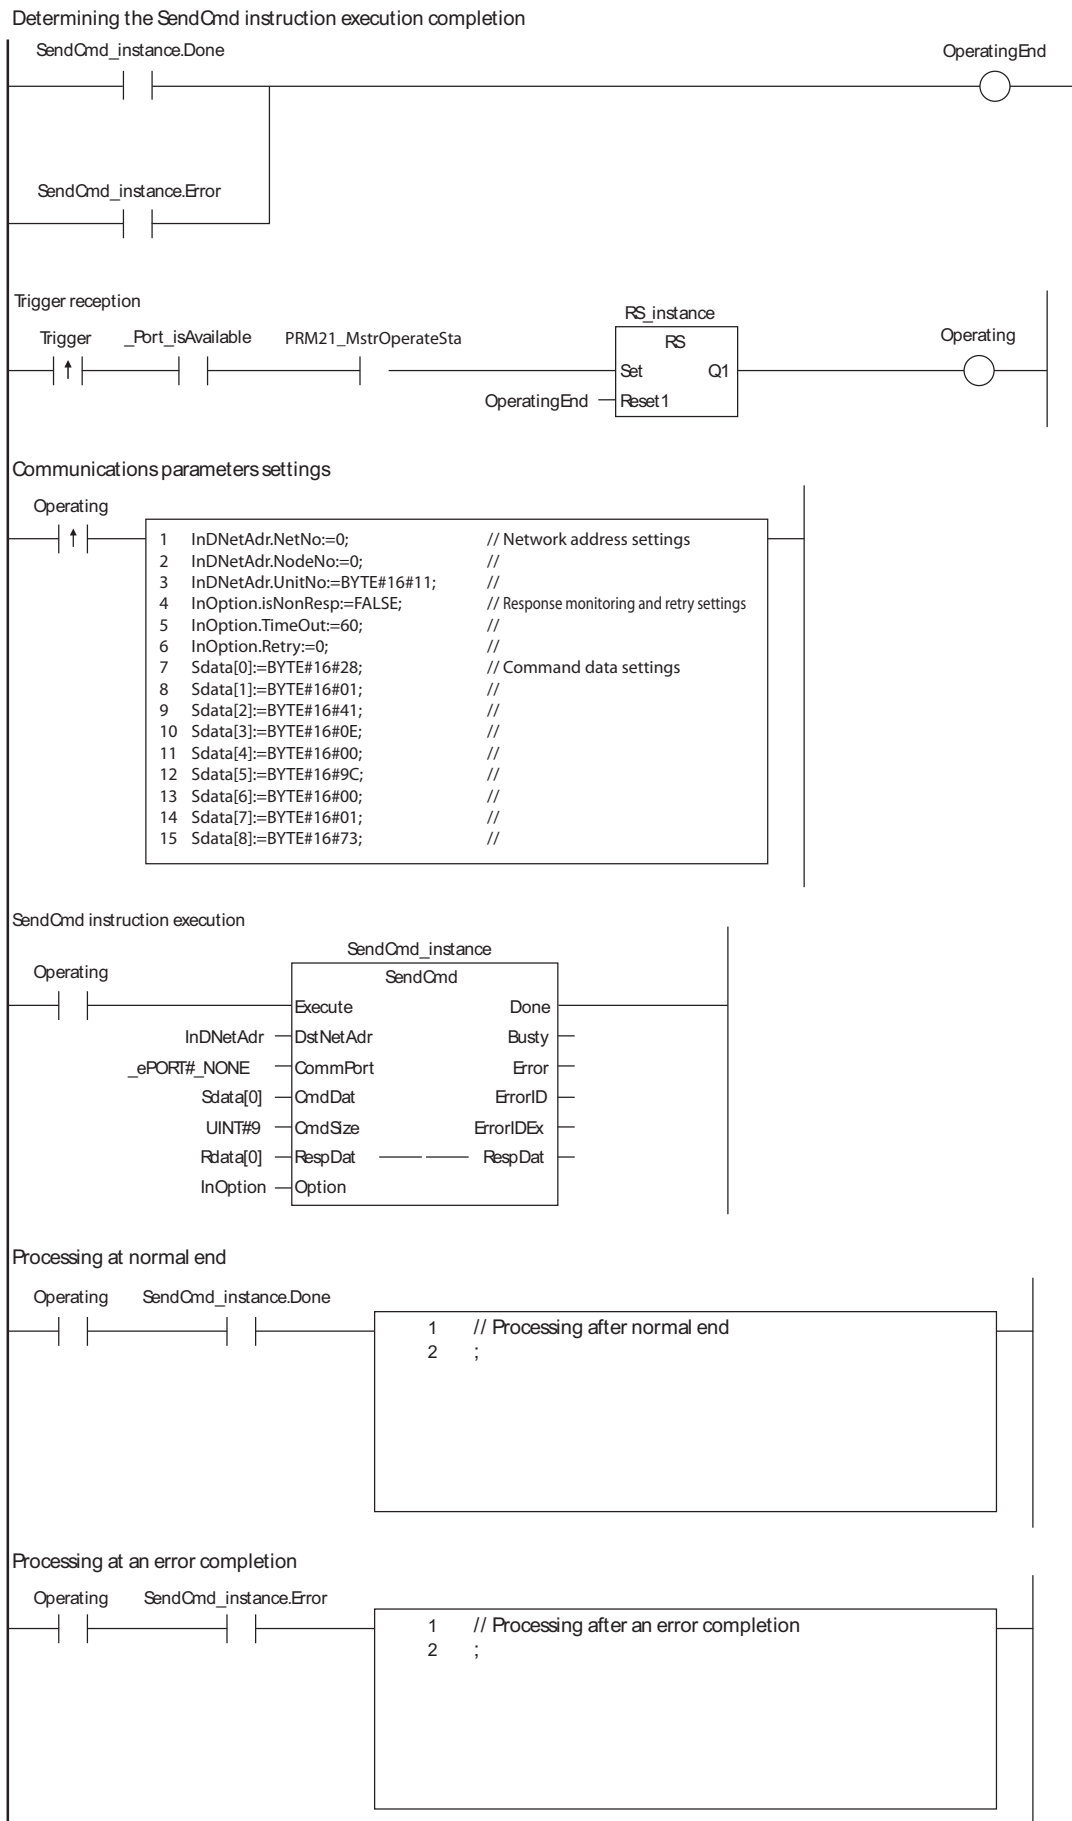 Determining the SendCmd instruction execution completion
SendCmd_instance.Done
OperatingEnd
SendCmd_instance.Error
Trigger reception
RS_instance
Trigger _Port_isAvailable PRM21_MstrOperateSta RS Operating
Set Q1
OperatingEnd Reset1
Communications parameters settings
Operating
1 InDNetAdr.NetNo:=0; // Network address settings
2 InDNetAdr.NodeNo:=0; //
3 InDNetAdr.UnitNo:=BYTE#16#11; //
4 InOption.isNonResp:=FALSE; // Response monitoring and retry settings
5 InOption.TimeOut:=60; //
6 InOption.Retry:=0; //
7 Sdata[0]:=BYTE#16#28; // Command data settings
8 Sdata[1]:=BYTE#16#01; //
9 Sdata[2]:=BYTE#16#41; //
10 Sdata[3]:=BYTE#16#0E; //
11 Sdata[4]:=BYTE#16#00; //
12 Sdata[5]:=BYTE#16#9C; //
13 Sdata[6]:=BYTE#16#00; //
14 Sdata[7]:=BYTE#16#01; //
15 Sdata[8]:=BYTE#16#73; //
SendCmd instruction execution
SendCmd_instance
Operating SendCmd
Execute Done
InDNetAdr DstNetAdr Busty
_ePORT#_NONE CommPort Error
Sdata[0] CmdDat ErrorID
UINT#9 CmdSize ErrorIDEx
Rdata[0] RespDat RespDat
InOption Option
Processing at normal end
Operating SendCmd_instance.Done
1 // Processing after normal end
2 ;
Processing at an error completion
Operating SendCmd_instance.Error
1 // Processing after an error completion
2 ;